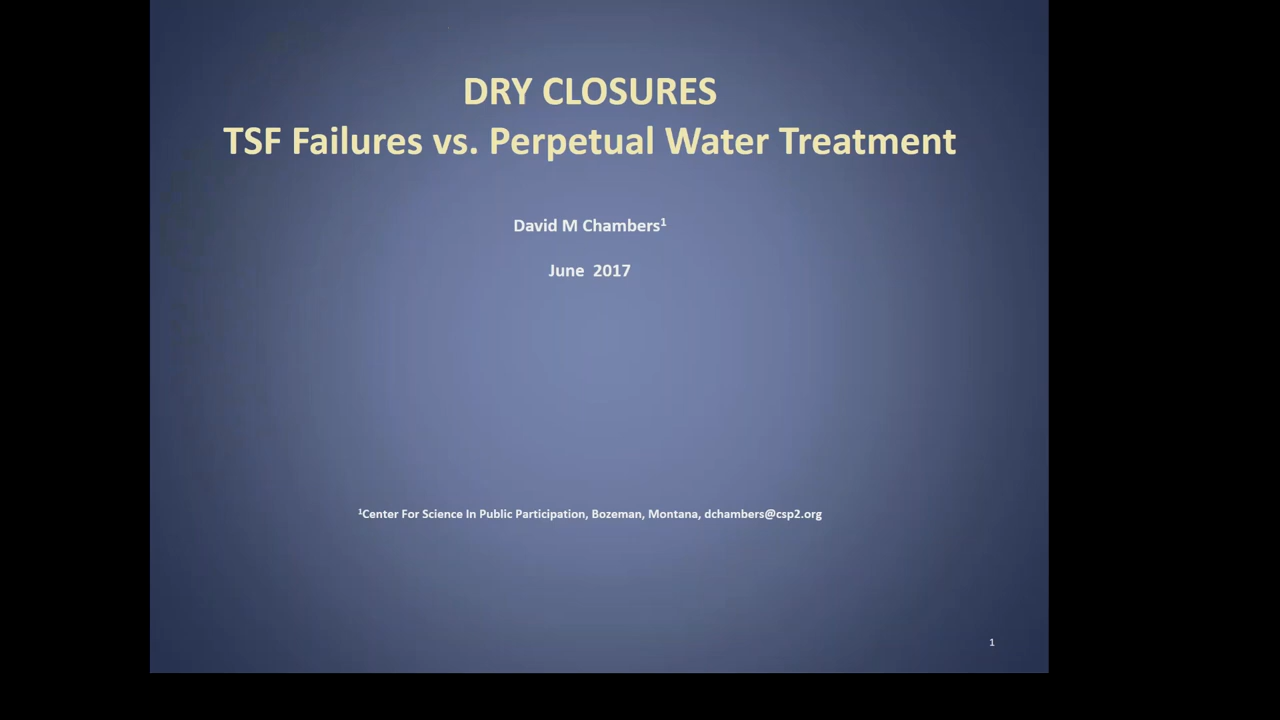 DRY CLOSURES
TSF Failures vs. Perpetual Water Treatment
David M Chambers¹
June 2017
¹Center For Science In Public Participation, Bozeman, Montana, dchambers@csp2.org
1